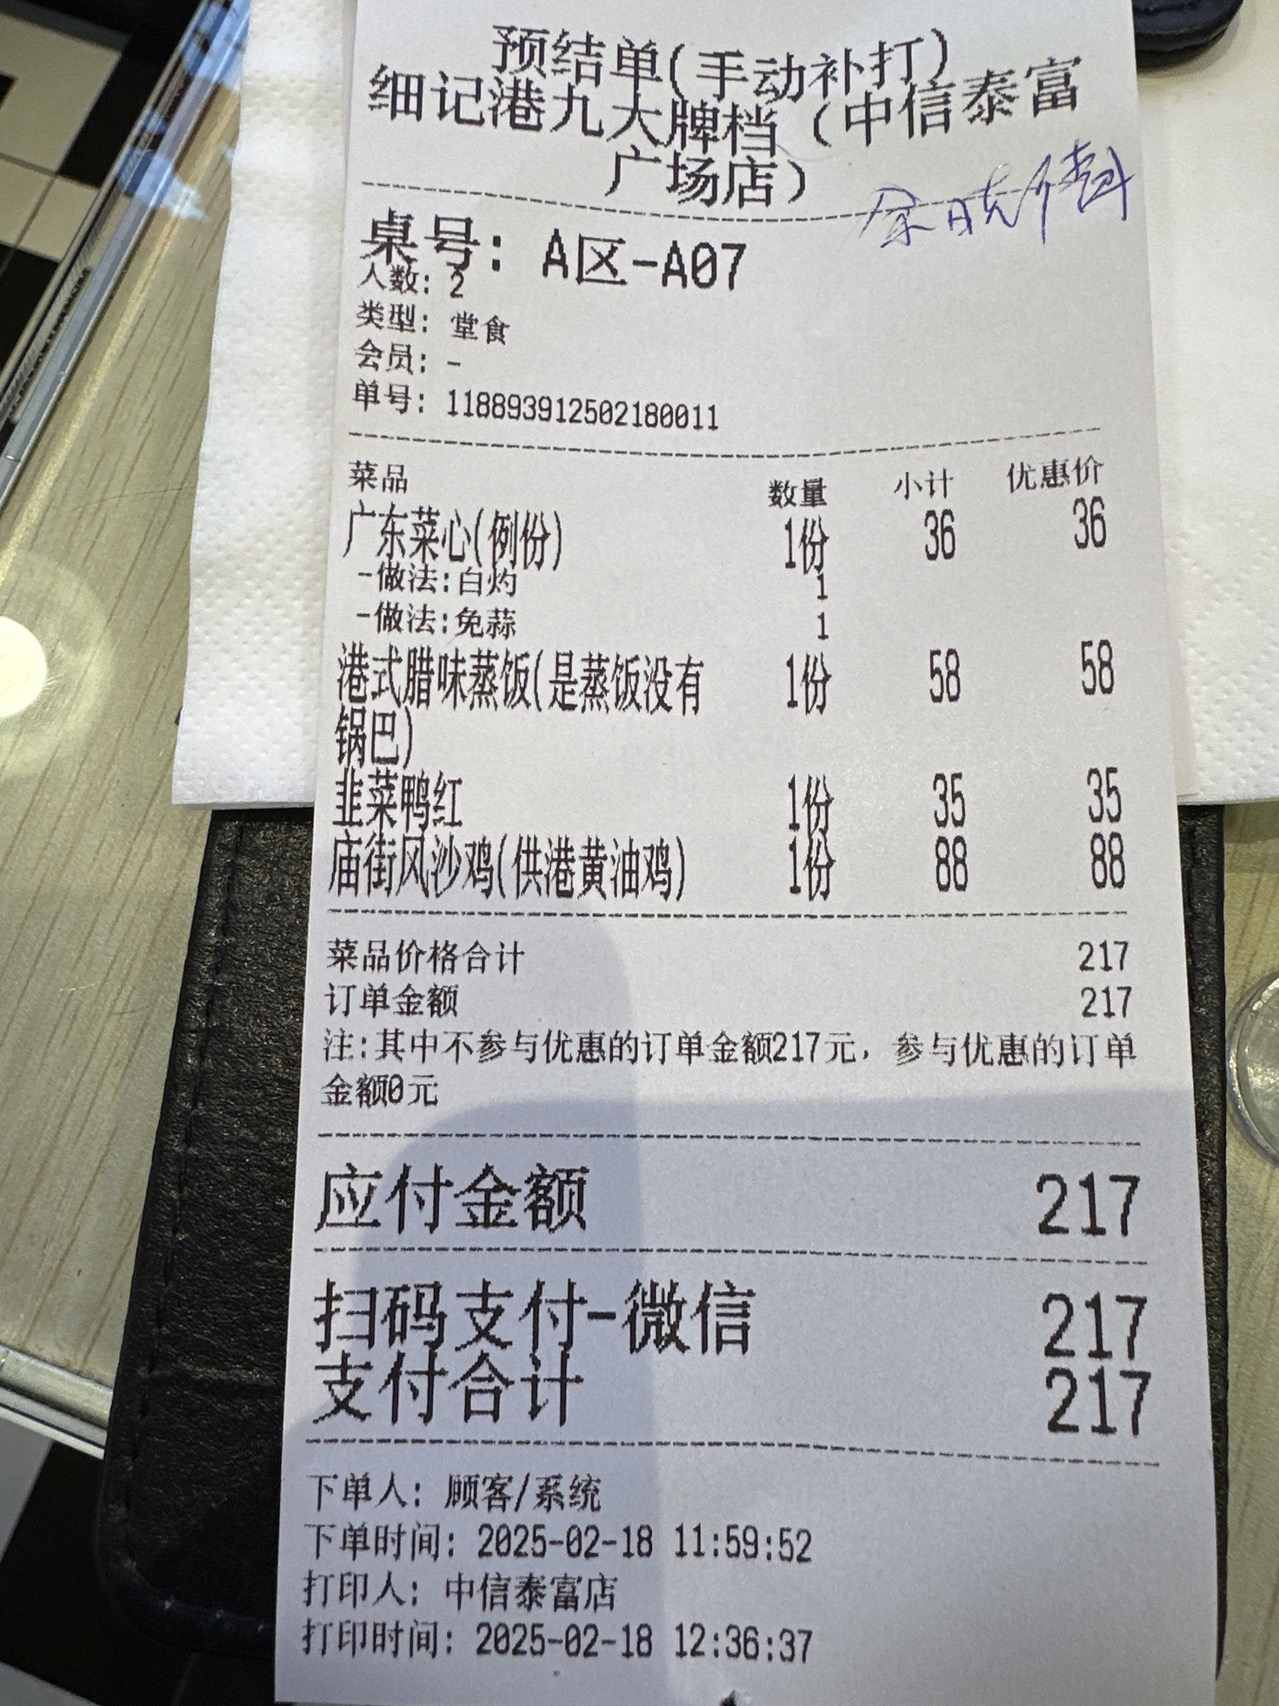 预结单(手动补打)
细记港九大牌档（中信泰富
广场店）
桌号：A区-A07
人数：2
类型：堂食
会员：-
单号：118893912502180011
菜品 数量 小计 优惠价
广东菜心(例份) 1份 36 36
-做法:白灼 1
-做法:免蒜 1
港式腊味蒸饭(是蒸饭没有 1份 58 58
锅巴)
韭菜鸭红 1份 35 35
庙街风沙鸡(供港黄油鸡) 1份 88 88
菜品价格合计 217
订单金额 217
注:其中不参与优惠的订单金额217元，参与优惠的订单
金额0元
应付金额 217
扫码支付-微信 217
支付合计 217
下单人：顾客/系统
下单时间：2025-02-18 11:59:52
打印人：中信泰富店
打印时间：2025-02-18 12:36:37